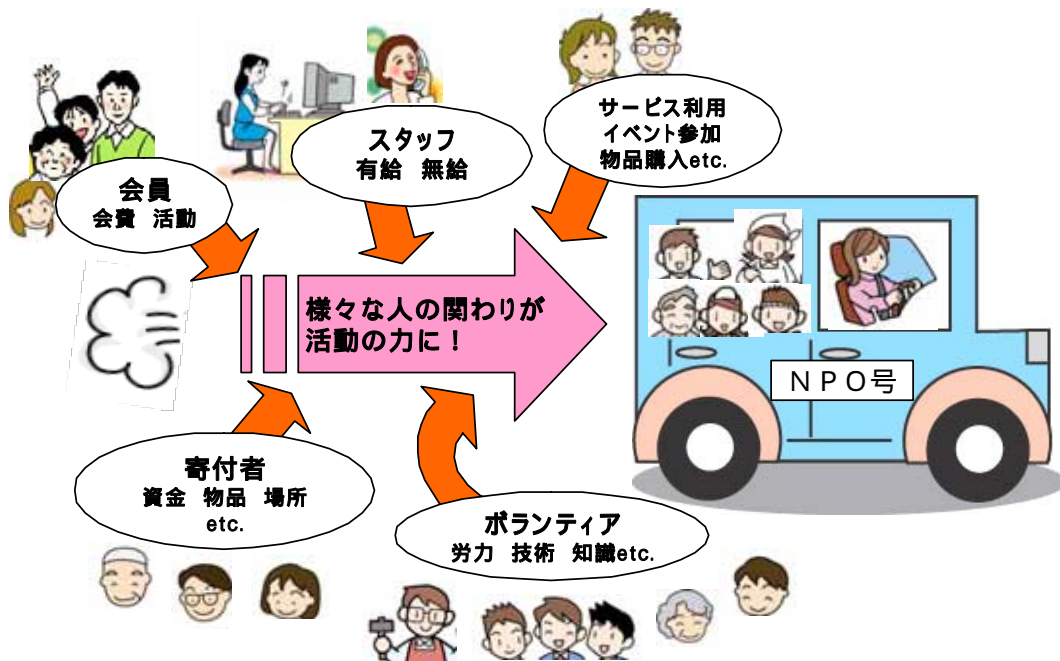 会員
会費 活動
スタッフ
有給 無給
サービス利用
イベント参加
物品購入etc.
様々な人の関わりが
活動の力に！
ＮＰＯ号
寄付者
資金 物品 場所
etc.
ボランティア
労力 技術 知識etc.